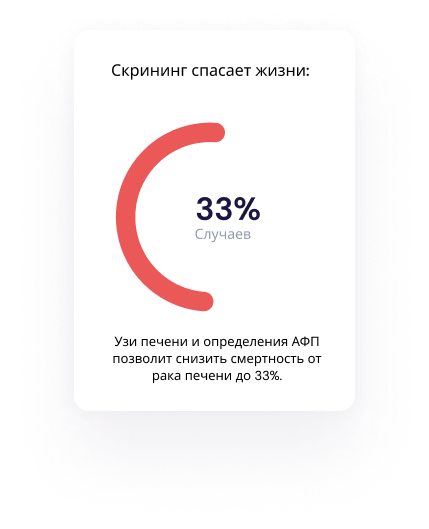 Скрининг спасает жизни:
33%
Случаев
Узи печени и определения АФП
позволит снизить смертность от
рака печени до 33%.